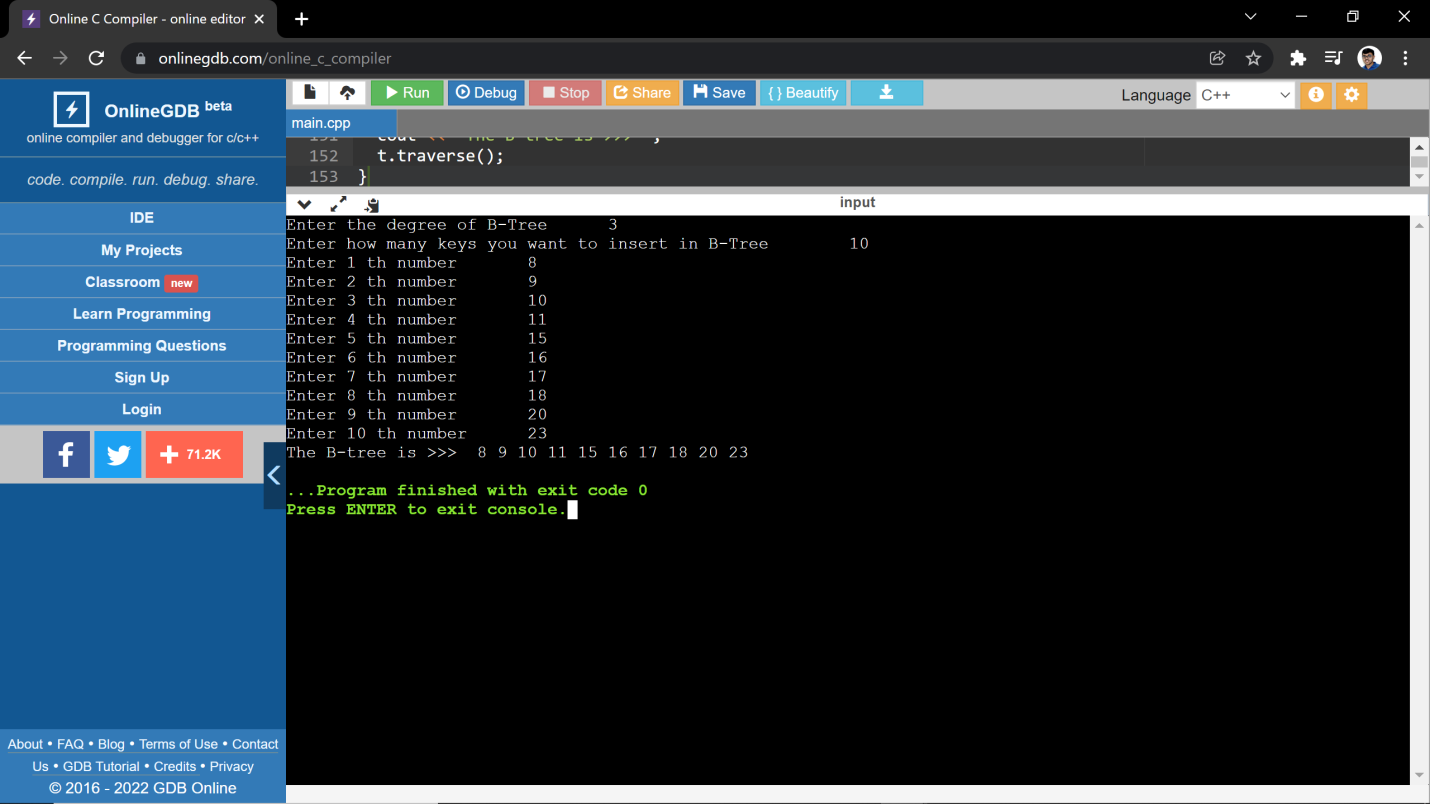 Online C Compiler - online editor
onlinegdb.com/online_c_compiler
OnlineGDB beta
online compiler and debugger for c/c++
code. compile. run. debug. share.
IDE
My Projects
Classroom new
Learn Programming
Programming Questions
Sign Up
Login
71.2K
About • FAQ • Blog • Terms of Use • Contact
Us • GDB Tutorial • Credits • Privacy
© 2016 - 2022 GDB Online
Run Debug Stop Share Save { } Beautify
Language C++
main.cpp
152 t.traverse();
153 }
input
Enter the degree of B-Tree 3
Enter how many keys you want to insert in B-Tree 10
Enter 1 th number 8
Enter 2 th number 9
Enter 3 th number 10
Enter 4 th number 11
Enter 5 th number 15
Enter 6 th number 16
Enter 7 th number 17
Enter 8 th number 18
Enter 9 th number 20
Enter 10 th number 23
The B-tree is >>> 8 9 10 11 15 16 17 18 20 23
...Program finished with exit code 0
Press ENTER to exit console.